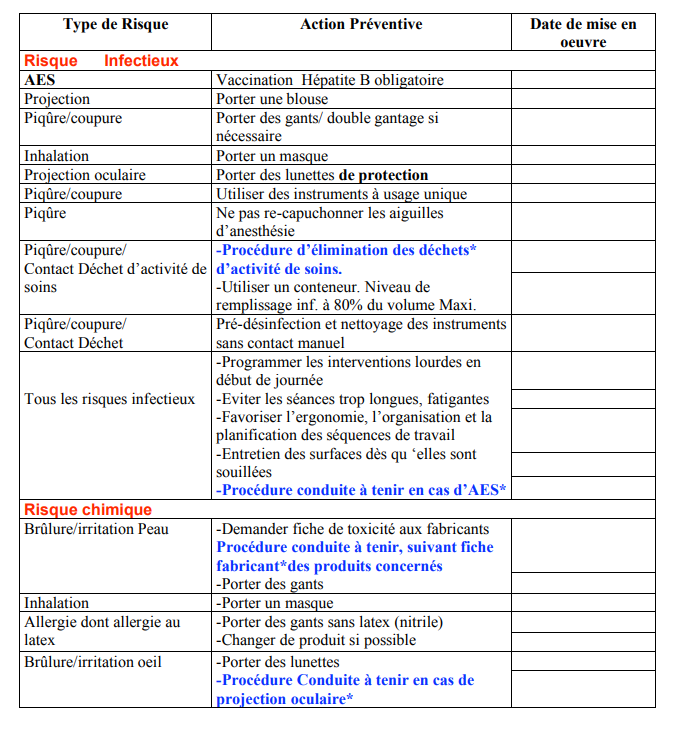 Type de Risque Action Préventive Date de mise en
oeuvre
Risque Infectieux
AES Vaccination Hépatite B obligatoire
Projection Porter une blouse
Piqûre/coupure Porter des gants/ double gantage si
nécessaire
Inhalation Porter un masque
Projection oculaire Porter des lunettes de protection
Piqûre/coupure Utiliser des instruments à usage unique
Piqûre Ne pas re-capuchonner les aiguilles
d’anesthésie
Piqûre/coupure/ -Procédure d’élimination des déchets*
Contact Déchet d’activité de d’activité de soins.
soins -Utiliser un conteneur. Niveau de
remplissage inf. à 80% du volume Maxi.
Piqûre/coupure/ Pré-désinfection et nettoyage des instruments
Contact Déchet sans contact manuel
-Programmer les interventions lourdes en
début de journée
Tous les risques infectieux -Eviter les séances trop longues, fatigantes
-Favoriser l’ergonomie, l’organisation et la
planification des séquences de travail
-Entretien des surfaces dès qu ‘elles sont
souillées
-Procédure conduite à tenir en cas d’AES*
Risque chimique
Brûlure/irritation Peau -Demander fiche de toxicité aux fabricants
Procédure conduite à tenir, suivant fiche
fabricant*des produits concernés
-Porter des gants
Inhalation -Porter un masque
Allergie dont allergie au -Porter des gants sans latex (nitrile)
latex -Changer de produit si possible
Brûlure/irritation oeil -Porter des lunettes
-Procédure Conduite à tenir en cas de
projection oculaire*